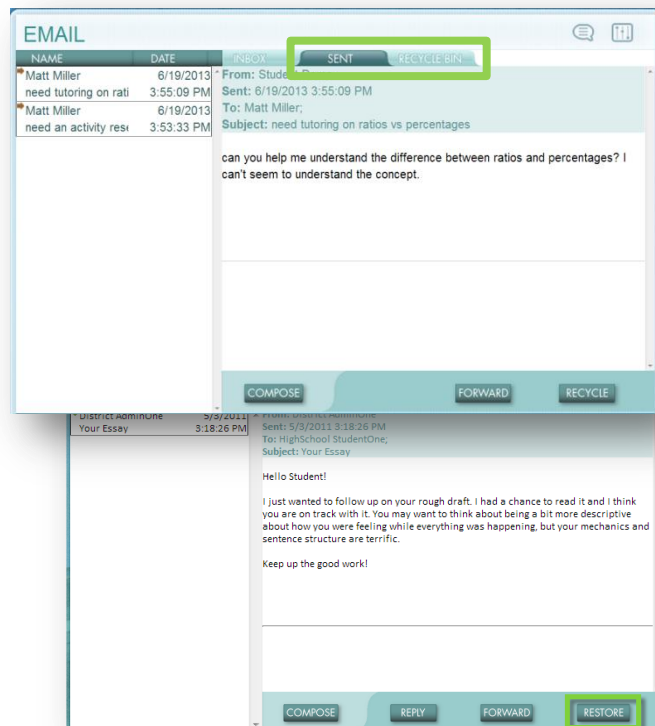 EMAIL
NAME DATE
INBOX SENT RECYCLE BIN
Matt Miller 6/19/2013
need tutoring on rati 3:55:09 PM
Matt Miller 6/19/2013
need an activity rese 3:53:33 PM
From: Student
Sent: 6/19/2013 3:55:09 PM
To: Matt Miller;
Subject: need tutoring on ratios vs percentages
can you help me understand the difference between ratios and percentages? I
can't seem to understand the concept.
COMPOSE FORWARD RECYCLE
District AdminOne 5/3/2011
Your Essay 3:18:26 PM
From: District AdminOne
Sent: 5/3/2011 3:18:26 PM
To: HighSchool StudentOne;
Subject: Your Essay
Hello Student!
I just wanted to follow up on your rough draft. I had a chance to read it and I think
you are on track with it. You may want to think about being a bit more descriptive
about how you were feeling while everything was happening, but your mechanics and
sentence structure are terrific.
Keep up the good work!
COMPOSE REPLY FORWARD RESTORE